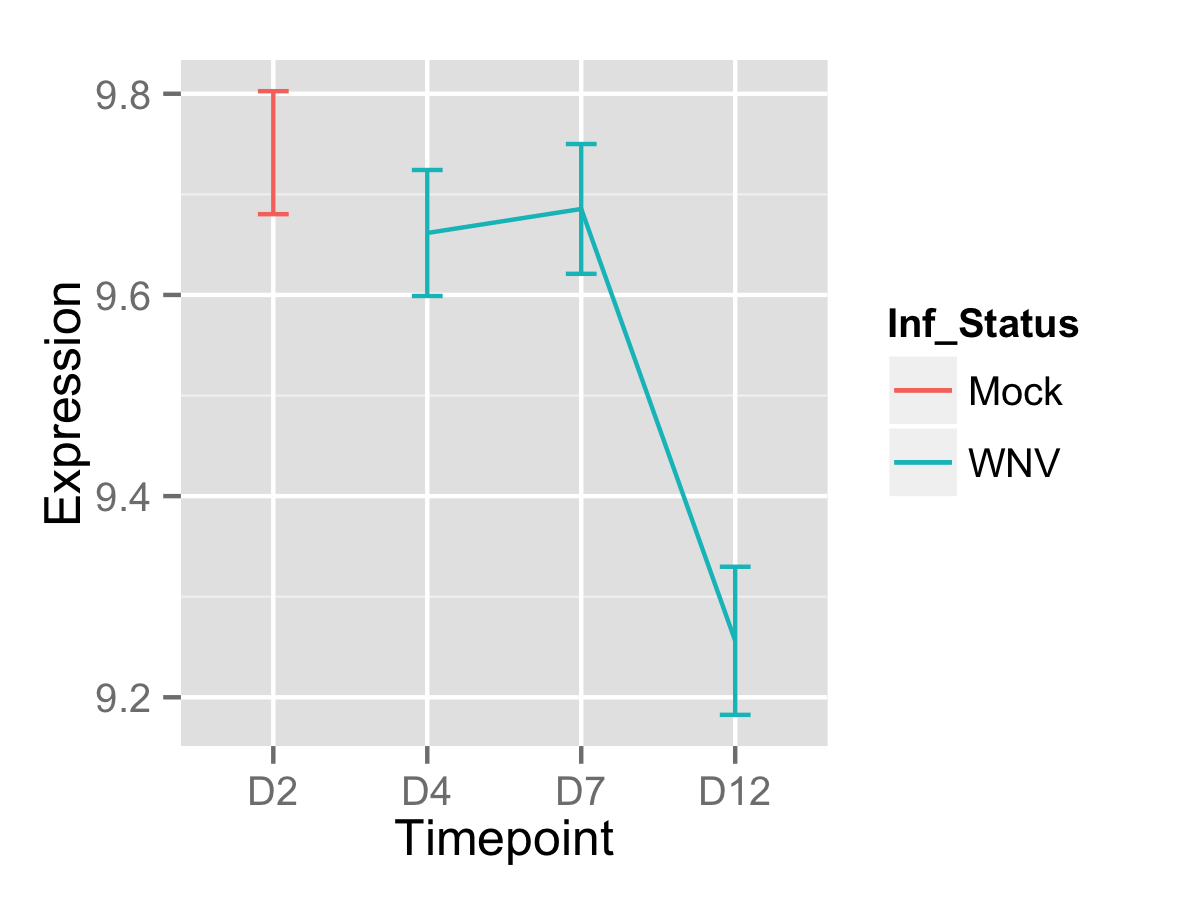 9.8
9.6
9.4
9.2
Expression
D2 D4 D7 D12
Timepoint
Inf_Status
Mock
WNV